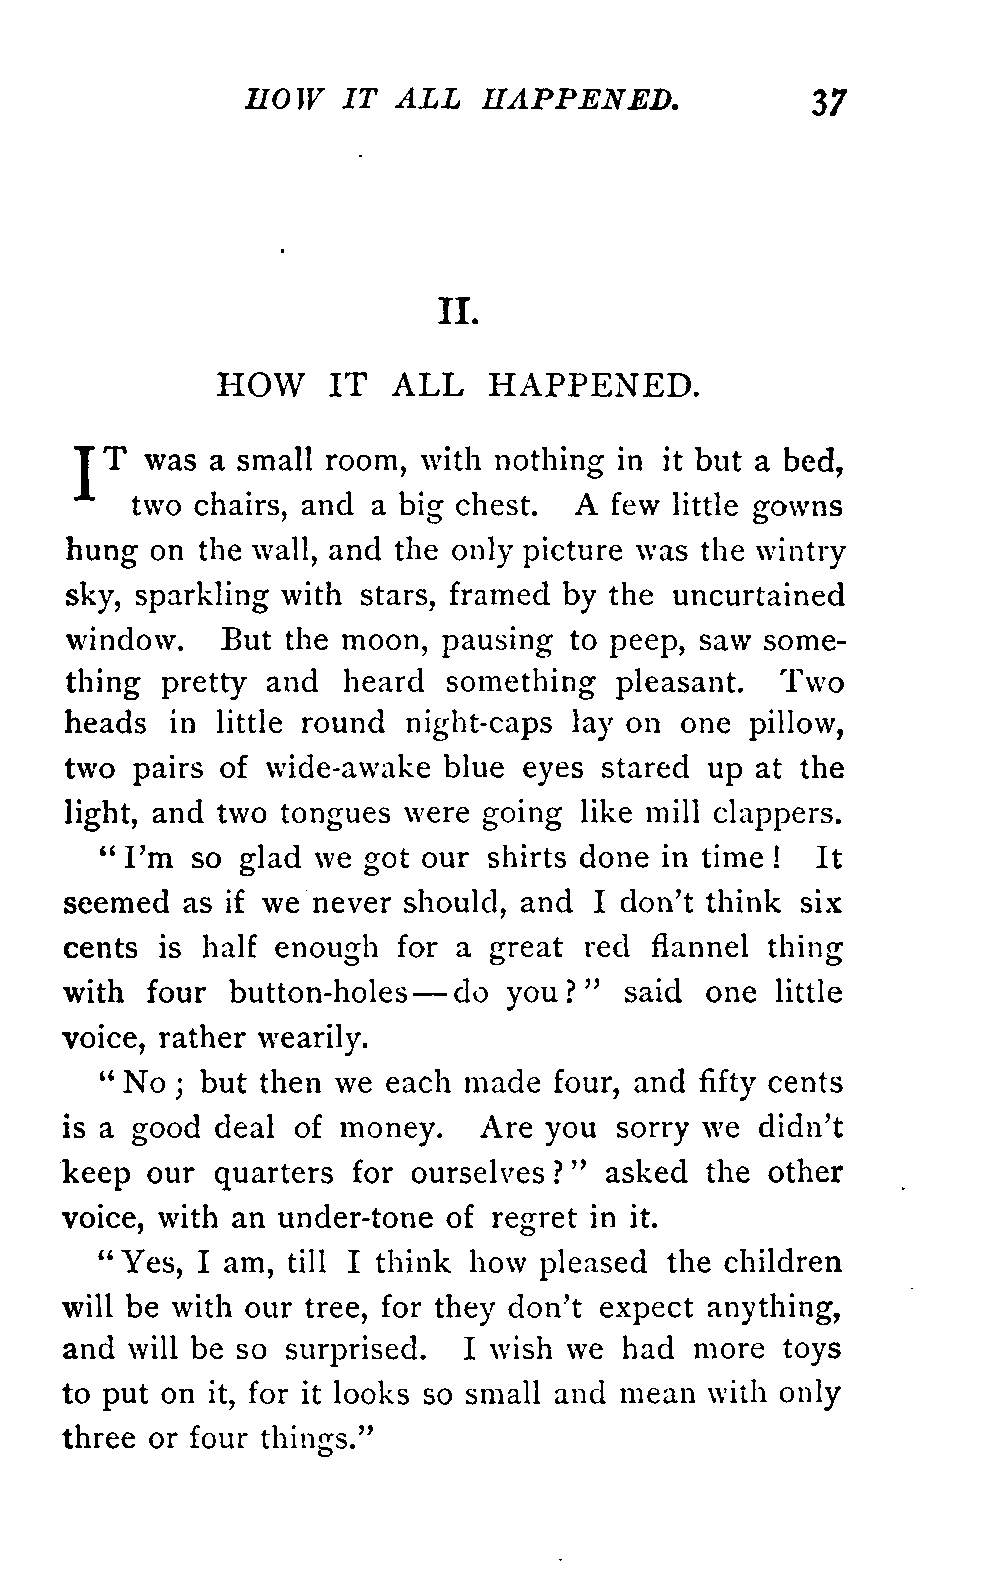 HOW IT ALL HAPPENED. 37
II.
HOW IT ALL HAPPENED.
IT was a small room, with nothing in it but a bed,
two chairs, and a big chest. A few little gowns
hung on the wall, and the only picture was the wintry
sky, sparkling with stars, framed by the uncurtained
window. But the moon, pausing to peep, saw some-
thing pretty and heard something pleasant. Two
heads in little round night-caps lay on one pillow,
two pairs of wide-awake blue eyes stared up at the
light, and two tongues were going like mill clappers.
"I'm so glad we got our shirts done in time! It
seemed as if we never should, and I don't think six
cents is half enough for a great red flannel thing
with four button-holes—do you?" said one little
voice, rather wearily.
"No; but then we each made four, and fifty cents
is a good deal of money. Are you sorry we didn't
keep our quarters for ourselves?" asked the other
voice, with an under-tone of regret in it.
"Yes, I am, till I think how pleased the children
will be with our tree, for they don't expect anything,
and will be so surprised. I wish we had more toys
to put on it, for it looks so small and mean with only
three or four things."